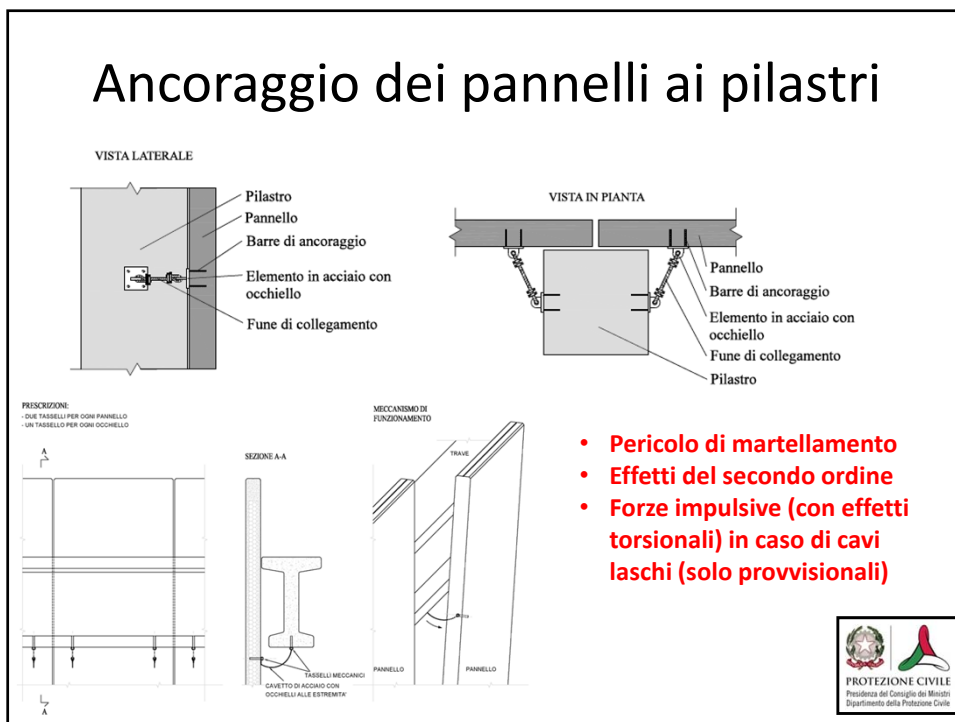 Ancoraggio dei pannelli ai pilastri
VISTA LATERALE
Pilastro
Pannello
Barre di ancoraggio
Elemento in acciaio con
occhiello
Fune di collegamento
VISTA IN PIANTA
Pannello
Barre di ancoraggio
Elemento in acciaio con
occhiello
Fune di collegamento
Pilastro
PRESCRIZIONI:
- DUE TASSELLI PER OGNI PANNELLO
- UN TASSELLO PER OGNI OCCHIELLO
A
A
SEZIONE A-A
TASSELLI MECCANICI
CAVETTO DI ACCIAIO CON
OCCHIELLI ALLE ESTREMITA'
MECCANISMO DI
FUNZIONAMENTO
TRAVE
PANNELLO
PANNELLO
• Pericolo di martellamento
• Effetti del secondo ordine
• Forze impulsive (con effetti
torsionali) in caso di cavi
laschi (solo provvisionali)
PROTEZIONE CIVILE
Presidenza del Consiglio dei Ministri
Dipartimento della Protezione Civile